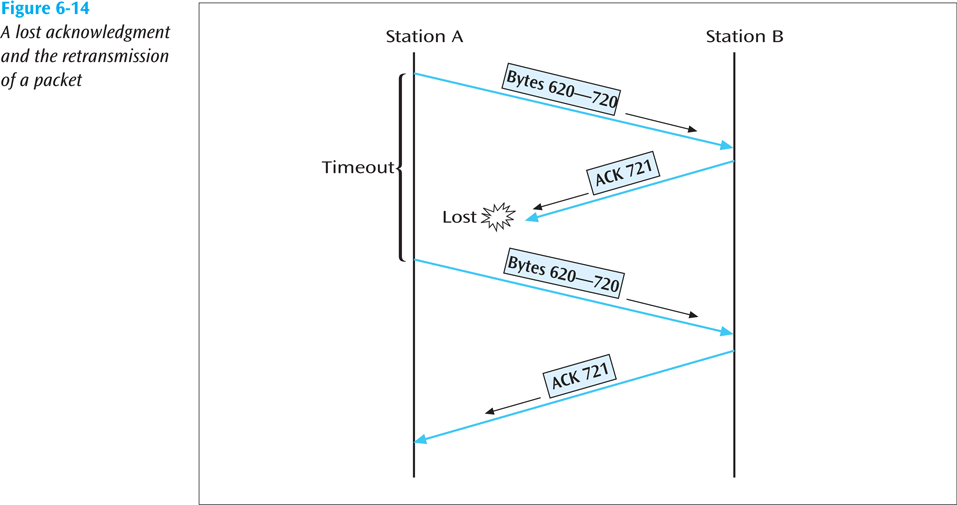 Figure 6-14
A lost acknowledgment
and the retransmission
of a packet
Station A
Station B
Bytes 620—720
Timeout
ACK 721
Lost
Bytes 620—720
ACK 721